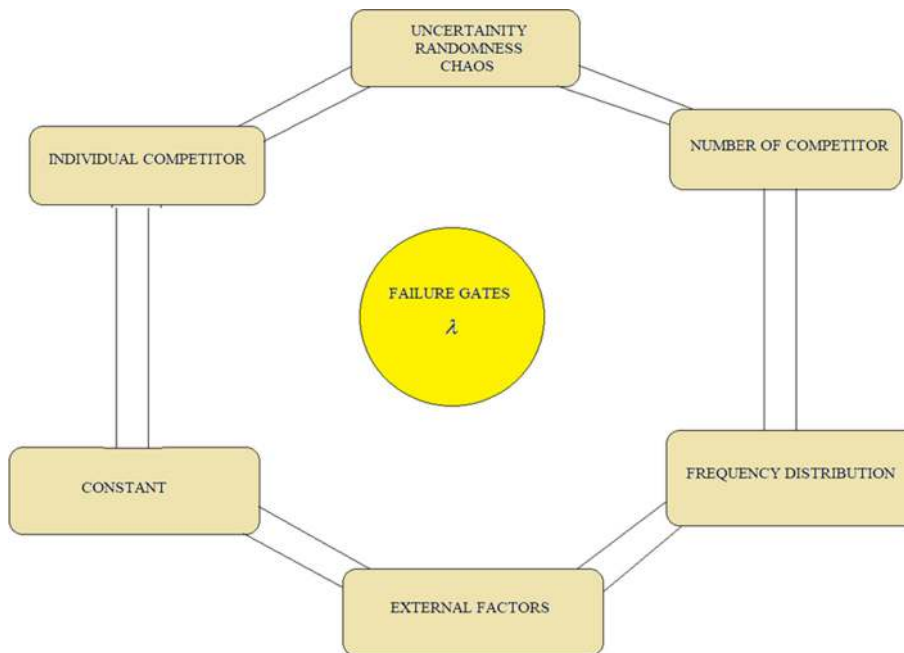 UNCERTAINITY
RANDOMNESS
CHAOS
INDIVIDUAL COMPETITOR
NUMBER OF COMPETITOR
FAILURE GATES
λ
CONSTANT
FREQUENCY DISTRIBUTION
EXTERNAL FACTORS